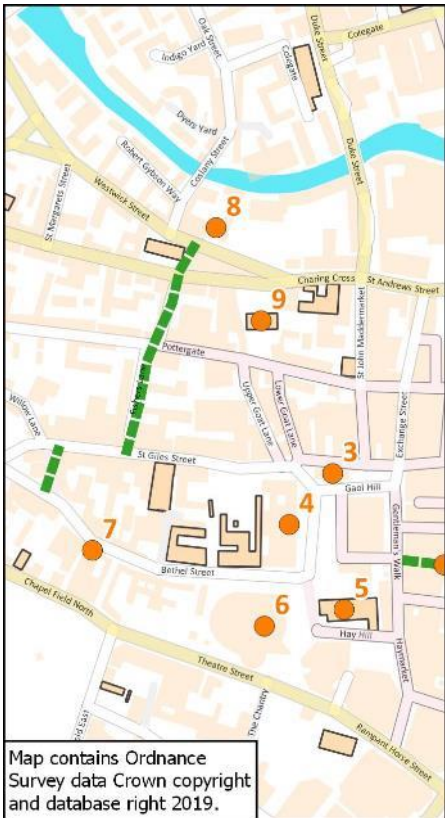 Oak Street
Duke Street
Colegate
Indigo Yard
Colegate
Dyers Yard
Duke Street
Coslany Street
Robert Gybson Way
St Margarets Street
Westwick Street
8
Charing Cross
St Andrews Street
9
Pottergate
St John Maddermarket
Upper Goat Lane
Lower Goat Lane
Exchange Street
Willow Lane
St Giles Street
3
Gaol Hill
4
Gentleman's Walk
7
Bethel Street
5
6
Chapel Field North
Hay Hill
Haymarket
Theatre Street
The Chantry
Rampant Horse Street
ld East
Map contains Ordnance
Survey data Crown copyright
and database right 2019.